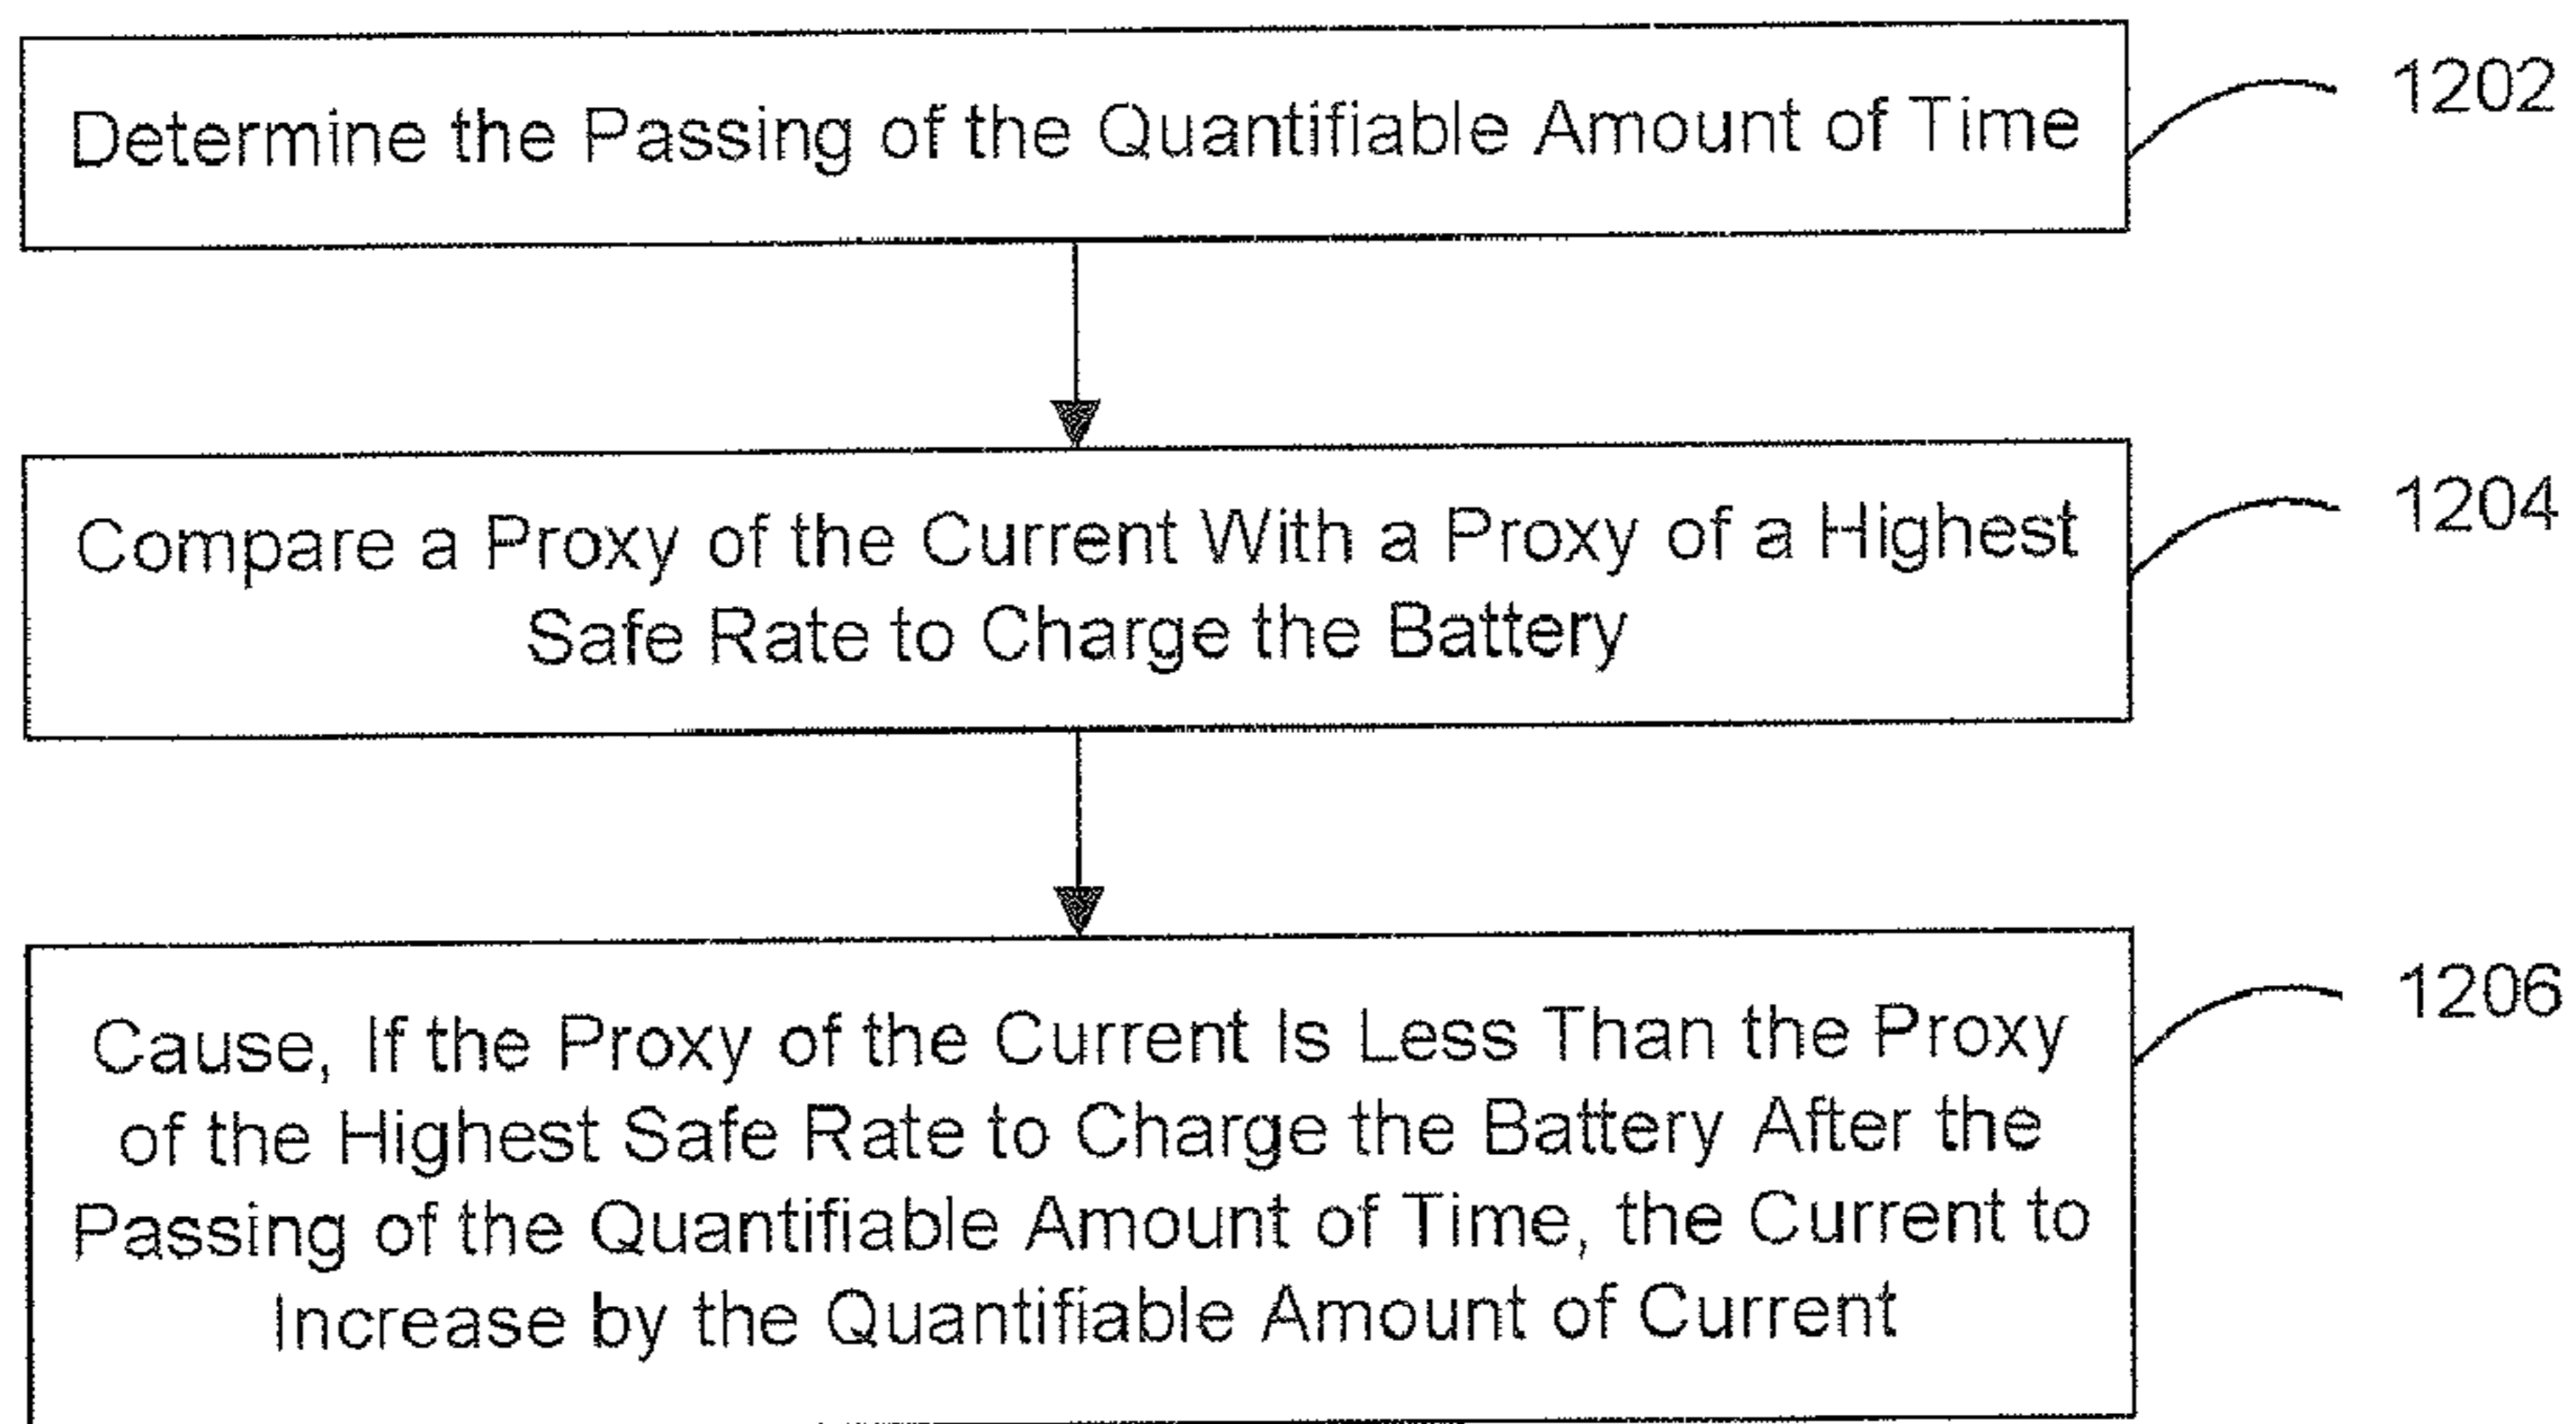 Determine the Passing of the Quantifiable Amount of Time
1202
Compare a Proxy of the Current With a Proxy of a Highest
Safe Rate to Charge the Battery
1204
Cause, If the Proxy of the Current Is Less Than the Proxy
of the Highest Safe Rate to Charge the Battery After the
Passing of the Quantifiable Amount of Time, the Current to
Increase by the Quantifiable Amount of Current
1206